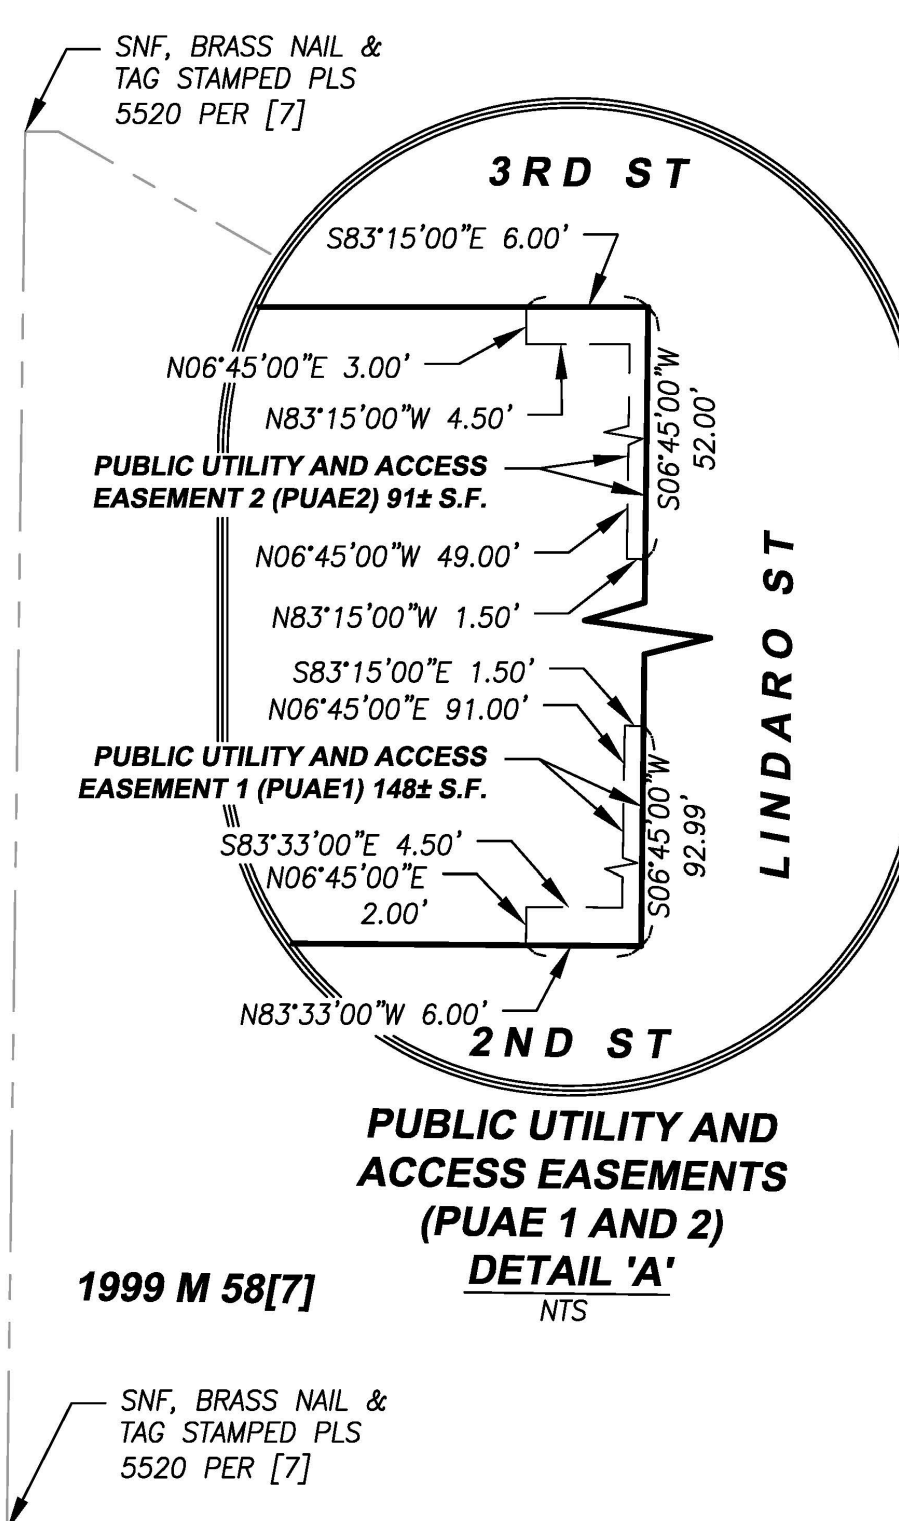 SNF, BRASS NAIL &
TAG STAMPED PLS
5520 PER [7]
3RD ST
S83°15'00"E 6.00'
N06°45'00"E 3.00'
N83°15'00"W 4.50'
S06°45'00"W
52.00'
PUBLIC UTILITY AND ACCESS
EASEMENT 2 (PUAE2) 91± S.F.
N06°45'00"W 49.00'
N83°15'00"W 1.50'
LINDARO ST
S83°15'00"E 1.50'
N06°45'00"E 91.00'
PUBLIC UTILITY AND ACCESS
EASEMENT 1 (PUAE1) 148± S.F.
S06°45'00"W
92.99'
S83°33'00"E 4.50'
N06°45'00"E
2.00'
N83°33'00"W 6.00'
2ND ST
PUBLIC UTILITY AND
ACCESS EASEMENTS
(PUAE 1 AND 2)
DETAIL 'A'
NTS
1999 M 58[7]
SNF, BRASS NAIL &
TAG STAMPED PLS
5520 PER [7]